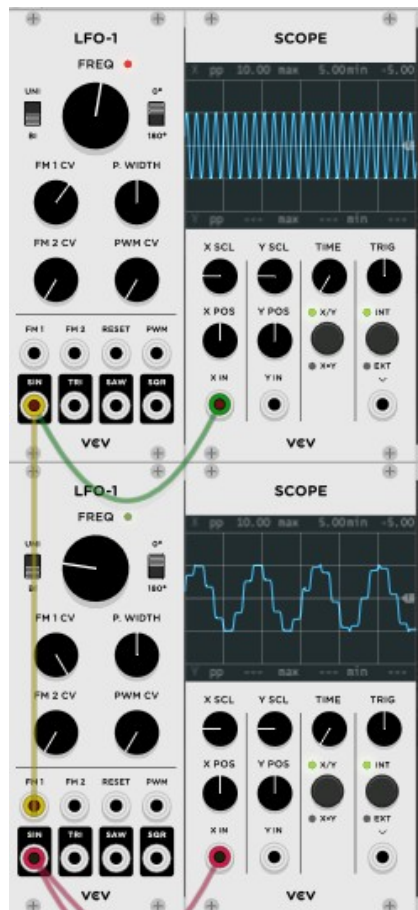 LFO-1
SCOPE
FREQ
X pp 10.00 max 5.00min -5.00
UNI
0°
BI
180°
Y pp --- max --- min ---
FM 1 CV
P. WIDTH
X SCL
Y SCL
TIME
TRIG
FM 2 CV
PWM CV
X POS
Y POS
X/Y
INT
FM 1
FM 2
RESET
PWM
X×Y
EXT
X IN
Y IN
SIN
TRI
SAW
SQR
VCV
VCV
LFO-1
SCOPE
FREQ
X pp 10.00 max 5.00min -5.00
UNI
0°
BI
180°
Y pp --- max --- min ---
FM 1 CV
P. WIDTH
X SCL
Y SCL
TIME
TRIG
FM 2 CV
PWM CV
X POS
Y POS
X/Y
INT
FM 1
FM 2
RESET
PWM
X×Y
EXT
X IN
Y IN
SIN
TRI
SAW
SQR
VCV
VCV